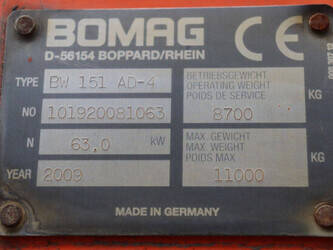 BOMAG CE
D-56154 BOPPARD/RHEIN
TYPE BW 151 AD-4
BETRIEBSGEWICHT
OPERATING WEIGHT
POIDS DE SERVICE
8700 KG
NO 101920081063
N 63,0 kW
MAX. GEWICHT
MAX. WEIGHING
POIDS MAX
11000 KG
YEAR 2009
MADE IN GERMANY